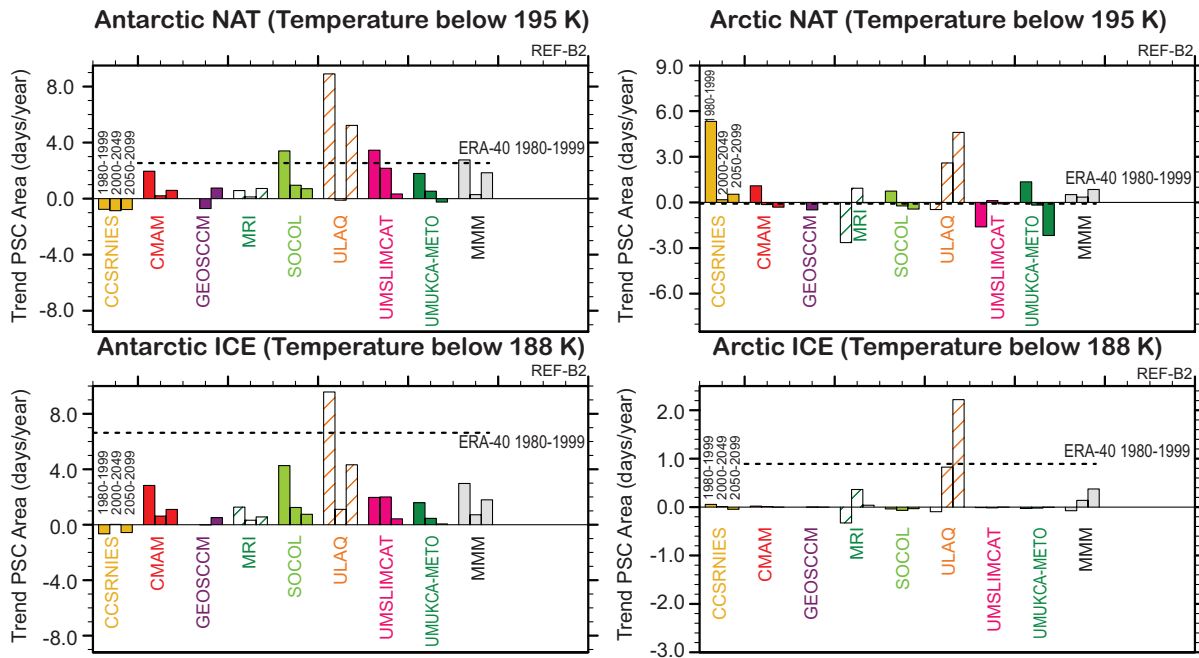 Antarctic NAT (Temperature below 195 K)
REF-B2
Trend PSC Area (days/year)
8.0
4.0
0.0
-4.0
-8.0
1980-1999
2000-2049
2050-2099
ERA-40 1980-1999
CCSRNIES
CMAM
GEOSCCM
MRI
SOCOL
ULAQ
UMSLIMCAT
UMUKCA-METO
MMM
Arctic NAT (Temperature below 195 K)
REF-B2
Trend PSC Area (days/year)
9.0
6.0
3.0
0.0
-3.0
-6.0
1980-1999
2000-2049
2050-2099
ERA-40 1980-1999
CCSRNIES
CMAM
GEOSCCM
MRI
SOCOL
ULAQ
UMSLIMCAT
UMUKCA-METO
MMM
Antarctic ICE (Temperature below 188 K)
REF-B2
Trend PSC Area (days/year)
8.0
4.0
0.0
-4.0
-8.0
1980-1999
2000-2049
2050-2099
ERA-40 1980-1999
CCSRNIES
CMAM
GEOSCCM
MRI
SOCOL
ULAQ
UMSLIMCAT
UMUKCA-METO
MMM
Arctic ICE (Temperature below 188 K)
REF-B2
Trend PSC Area (days/year)
2.0
1.0
0.0
-1.0
-2.0
-3.0
1980-1999
2000-2049
2050-2099
ERA-40 1980-1999
CCSRNIES
CMAM
GEOSCCM
MRI
SOCOL
ULAQ
UMSLIMCAT
UMUKCA-METO
MMM